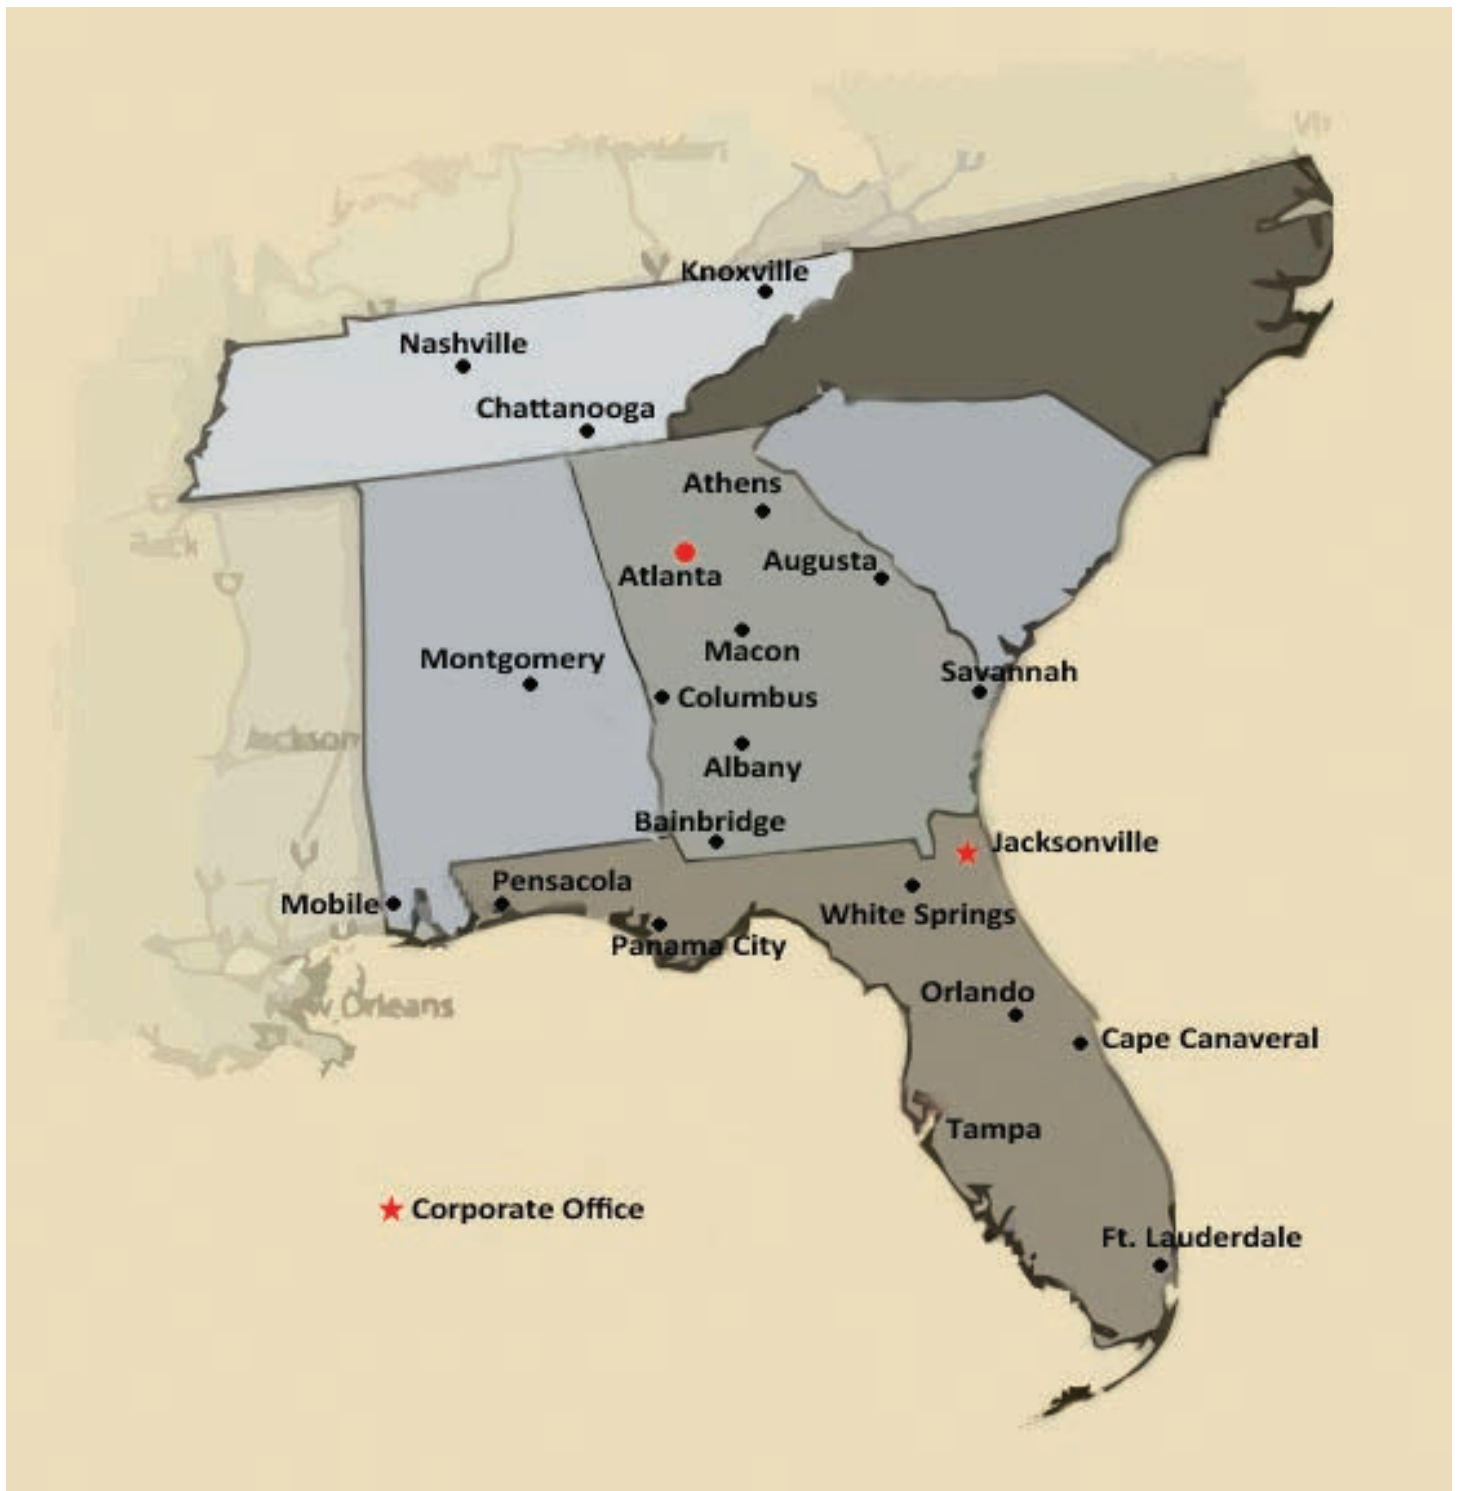 Knoxville
Nashville
Chattanooga
Athens
Atlanta
Augusta
Macon
Montgomery
Savannah
Columbus
Jackson
Albany
Bainbridge
Jacksonville
Pensacola
Mobile
White Springs
Panama City
Orlando
New Orleans
Cape Canaveral
Tampa
Corporate Office
Ft. Lauderdale